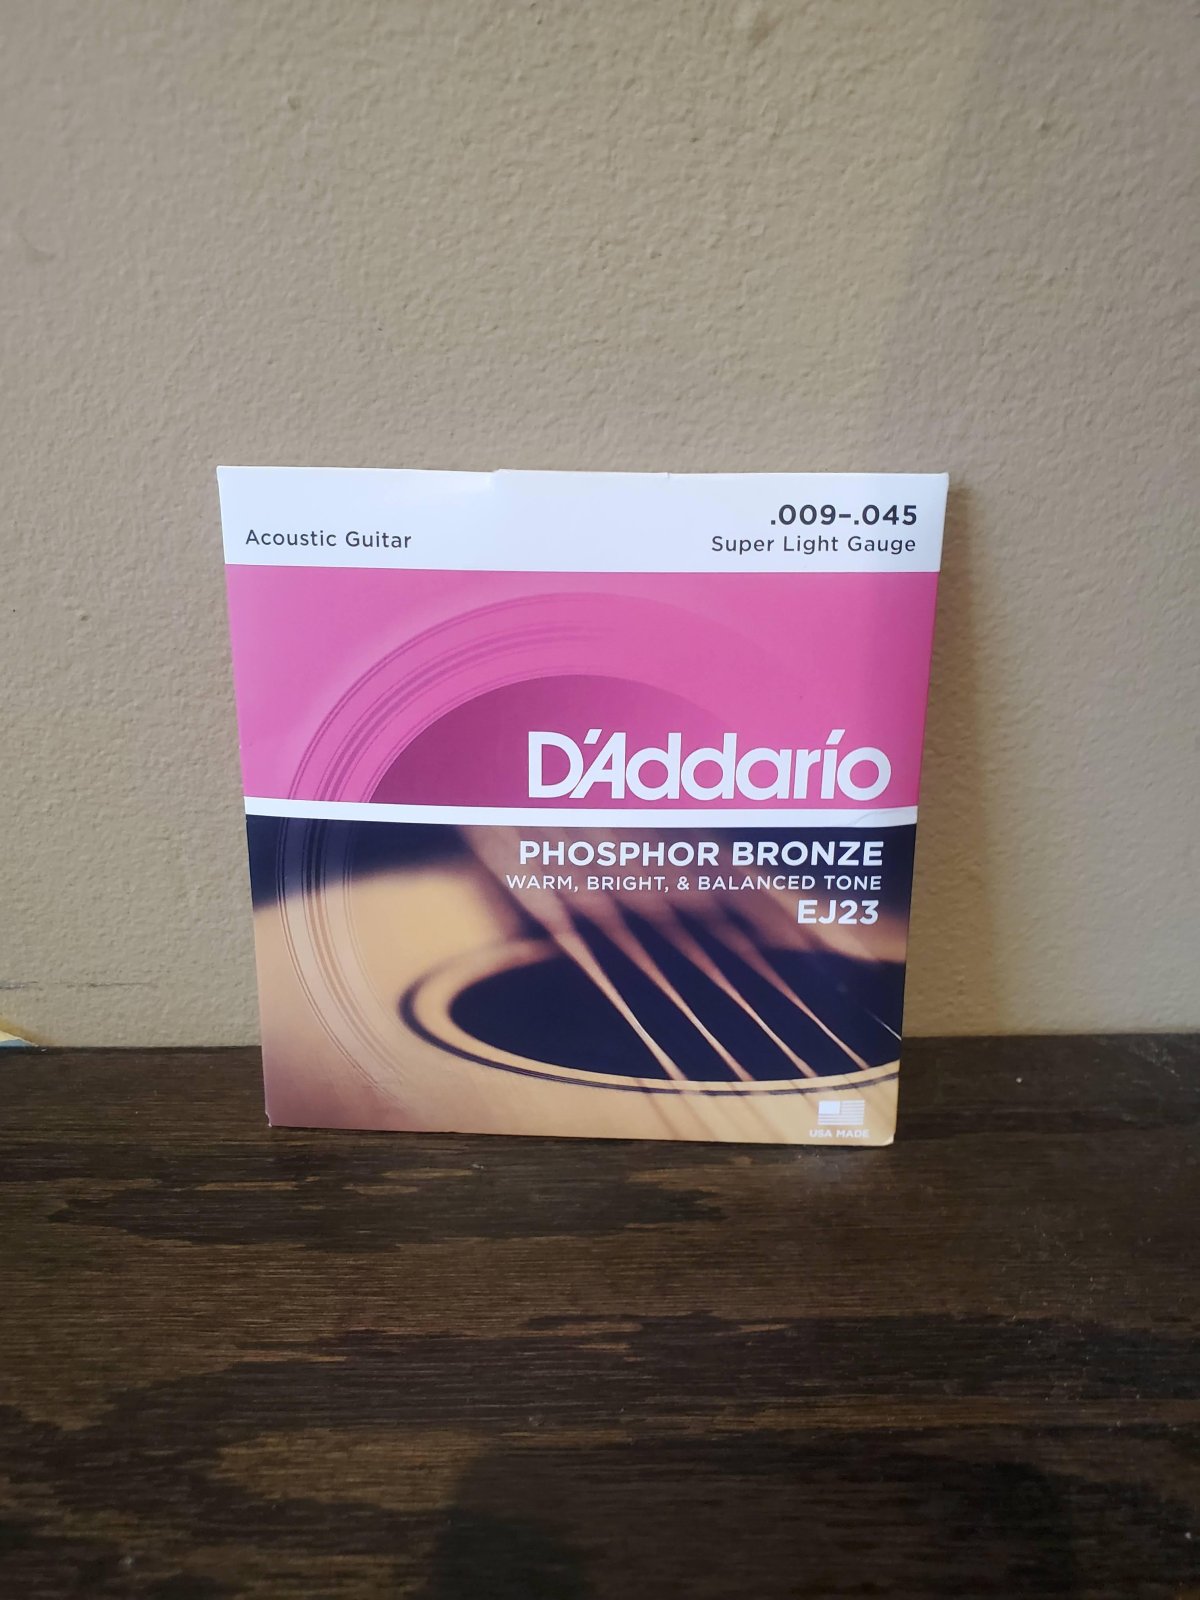 .009–.045
Acoustic Guitar
Super Light Gauge
D'Addario
PHOSPHOR BRONZE
WARM, BRIGHT, & BALANCED TONE
EJ23
USA MADE